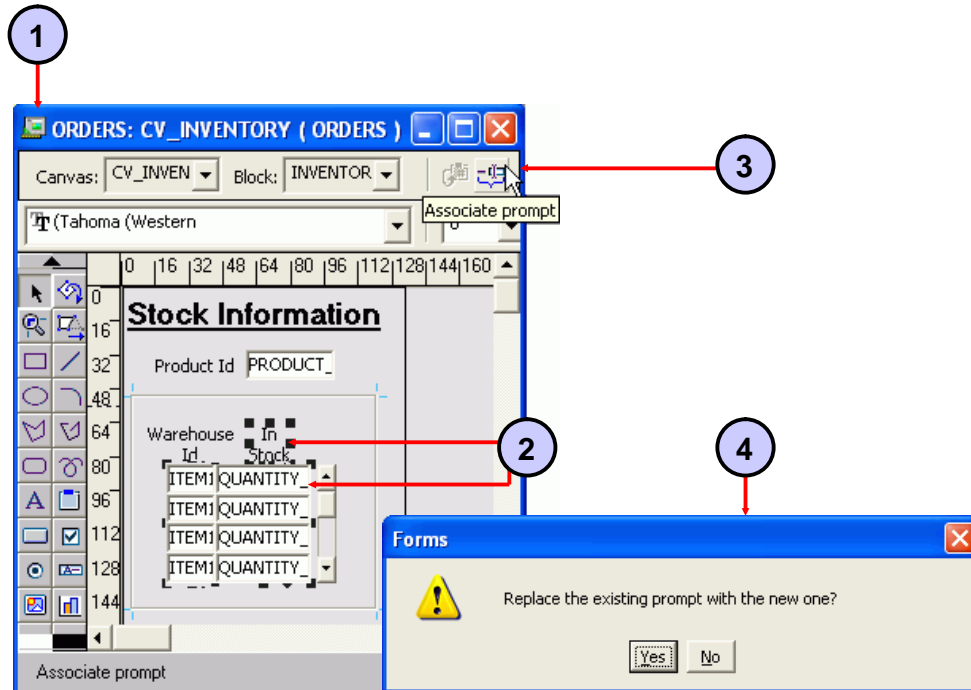 1
ORDERS: CV_INVENTORY ( ORDERS )
Canvas: CV_INVEN Block: INVENTOR
3
Associate prompt
(Tahoma (Western
0 16 32 48 64 80 96 112 128 144 160
0
16
32
48
64
80
96
112
128
144
Stock Information
Product Id PRODUCT_
Warehouse In
Id Stock
ITEM1 QUANTITY_
ITEM1 QUANTITY_
ITEM1 QUANTITY_
ITEM1 QUANTITY_
A
2
4
Associate prompt
Forms
Replace the existing prompt with the new one?
Yes No